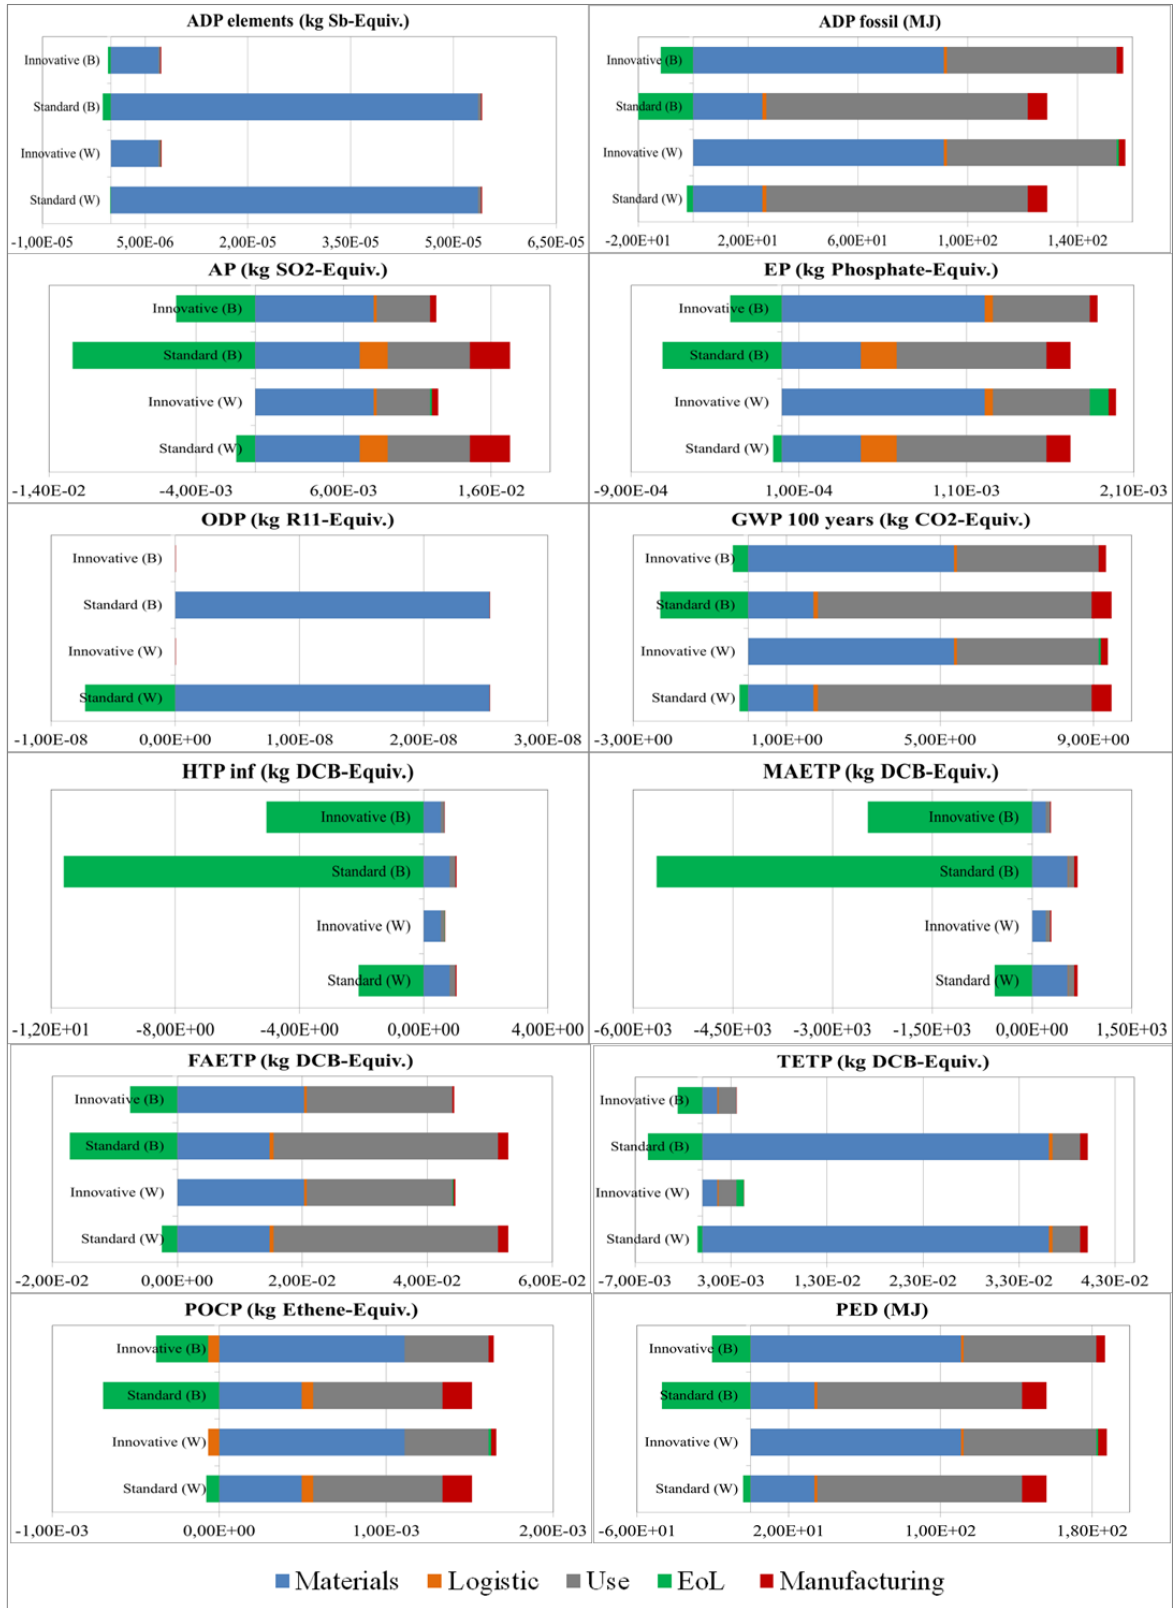 ADP elements (kg Sb-Equiv.)
Innovative (B)
Standard (B)
Innovative (W)
Standard (W)
-1,00E-05 5,00E-06 2,00E-05 3,50E-05 5,00E-05 6,50E-05
ADP fossil (MJ)
Innovative (B)
Standard (B)
Innovative (W)
Standard (W)
-2,00E+01 2,00E+01 6,00E+01 1,00E+02 1,40E+02
AP (kg SO2-Equiv.)
Innovative (B)
Standard (B)
Innovative (W)
Standard (W)
-1,40E-02 -4,00E-03 6,00E-03 1,60E-02
EP (kg Phosphate-Equiv.)
Innovative (B)
Standard (B)
Innovative (W)
Standard (W)
-9,00E-04 1,00E-04 1,10E-03 2,10E-03
ODP (kg R11-Equiv.)
Innovative (B)
Standard (B)
Innovative (W)
Standard (W)
-1,00E-08 0,00E+00 1,00E-08 2,00E-08 3,00E-08
GWP 100 years (kg CO2-Equiv.)
Innovative (B)
Standard (B)
Innovative (W)
Standard (W)
-3,00E+00 1,00E+00 5,00E+00 9,00E+00
HTP inf (kg DCB-Equiv.)
Innovative (B)
Standard (B)
Innovative (W)
Standard (W)
-1,20E+01 -8,00E+00 -4,00E+00 0,00E+00 4,00E+00
MAETP (kg DCB-Equiv.)
Innovative (B)
Standard (B)
Innovative (W)
Standard (W)
-6,00E+03 -4,50E+03 -3,00E+03 -1,50E+03 0,00E+00 1,50E+03
FAETP (kg DCB-Equiv.)
Innovative (B)
Standard (B)
Innovative (W)
Standard (W)
-2,00E-02 0,00E+00 2,00E-02 4,00E-02 6,00E-02
TETP (kg DCB-Equiv.)
Innovative (B)
Standard (B)
Innovative (W)
Standard (W)
-7,00E-03 3,00E-03 1,30E-02 2,30E-02 3,30E-02 4,30E-02
POCP (kg Ethene-Equiv.)
Innovative (B)
Standard (B)
Innovative (W)
Standard (W)
-1,00E-03 0,00E+00 1,00E-03 2,00E-03
PED (MJ)
Innovative (B)
Standard (B)
Innovative (W)
Standard (W)
-6,00E+01 2,00E+01 1,00E+02 1,80E+02
Materials Logistic Use EoL Manufacturing